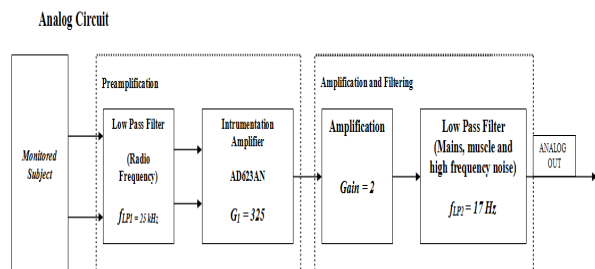 Analog Circuit
Monitored
Subject
Preamplification
Low Pass Filter
(Radio
Frequency)
fLP1 = 25 kHz
Intrumentation
Amplifier
AD623AN
G1 = 325
Amplification and Filtering
Amplification
Gain = 2
Low Pass Filter
(Mains, muscle and
high frequency noise)
fLP2 = 17 Hz
ANALOG
OUT